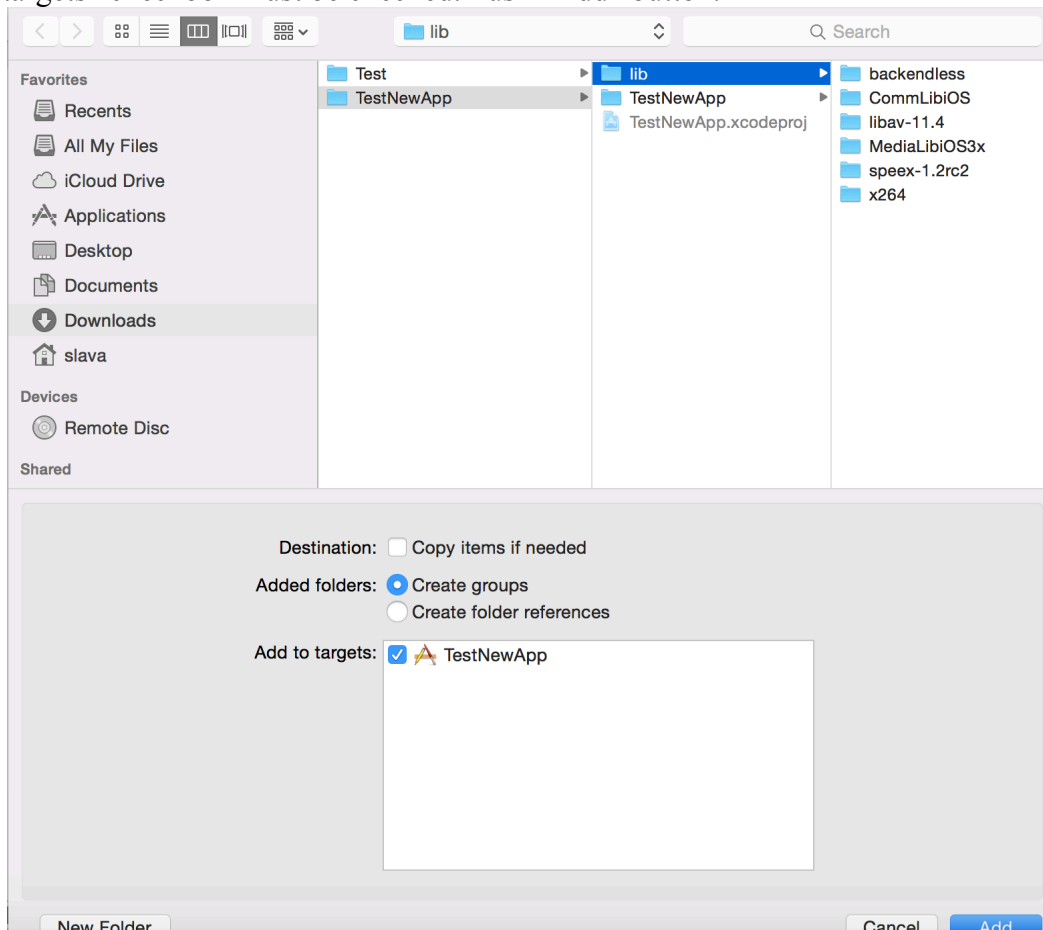 lib
Search
Favorites
Recents
All My Files
iCloud Drive
Applications
Desktop
Documents
Downloads
slava
Devices
Remote Disc
Shared
Test
TestNewApp
lib
TestNewApp
TestNewApp.xcodeproj
backendless
CommLibiOS
libav-11.4
MediaLibiOS3x
speex-1.2rc2
x264
Destination: Copy items if needed
Added folders: Create groups
Create folder references
Add to targets: TestNewApp
New Folder Cancel Add